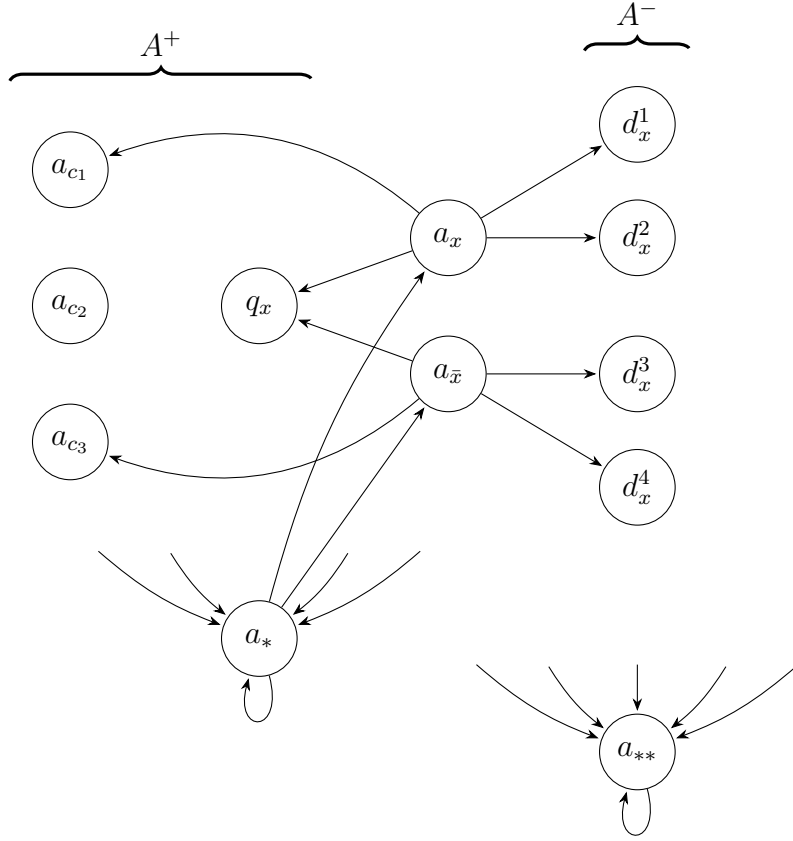 A⁺
A⁻
a_{c_1}
a_{c_2}
a_{c_3}
q_x
a_x
a_{\bar{x}}
d_x^1
d_x^2
d_x^3
d_x^4
a_*
a_{**}